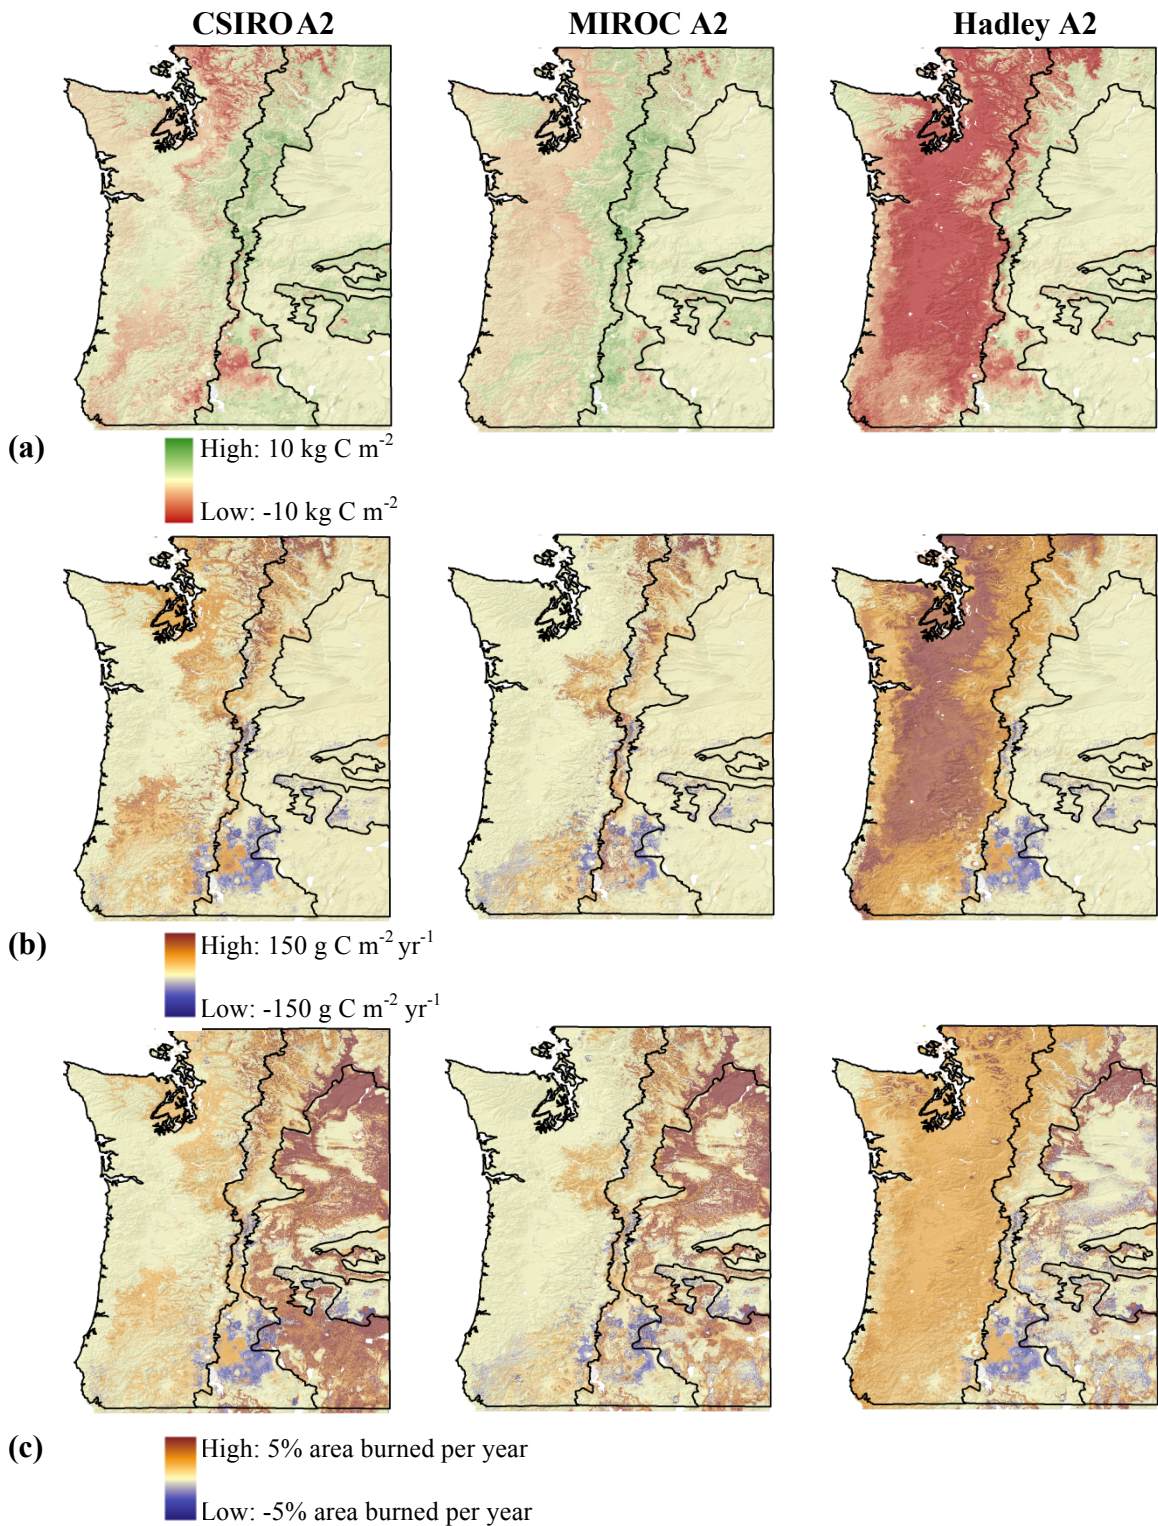 CSIRO A2 MIROC A2 Hadley A2
(a)
High: 10 kg C m⁻²
Low: -10 kg C m⁻²
(b)
High: 150 g C m⁻² yr⁻¹
Low: -150 g C m⁻² yr⁻¹
(c)
High: 5% area burned per year
Low: -5% area burned per year